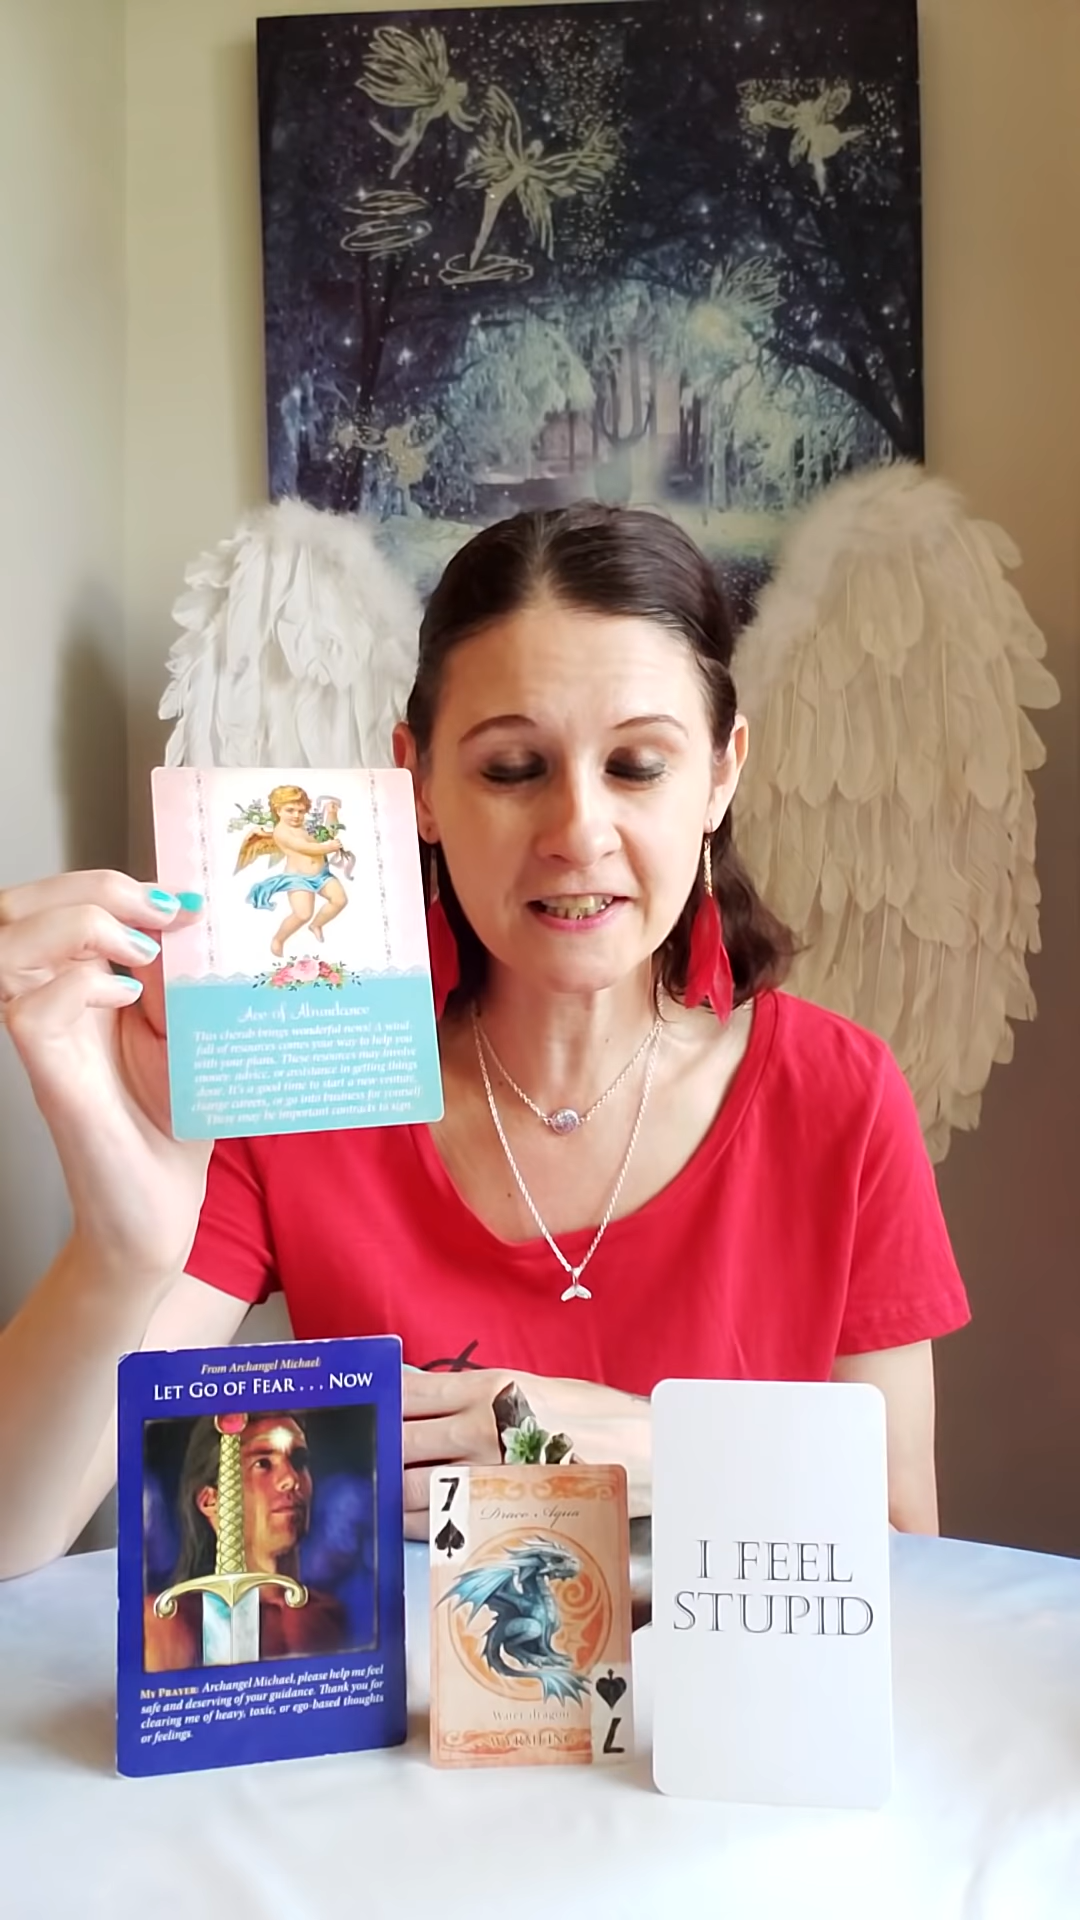 Ace of Abundance
This cherub brings wonderful news! A wind-
fall of resources comes your way to help you
with your plans. These resources may involve
money, advice, or assistance in getting things
done. It's a good time to start a new venture,
change careers, or go into business for yourself.
There may be important contracts to sign.
From Archangel Michael:
LET GO OF FEAR . . . NOW
MY PRAYER: Archangel Michael, please help me feel
safe and deserving of your guidance. Thank you for
clearing me of heavy, toxic, or ego-based thoughts
or feelings.
7
Draco Aqua
Water dragon
WYRMLING
7
I FEEL
STUPID